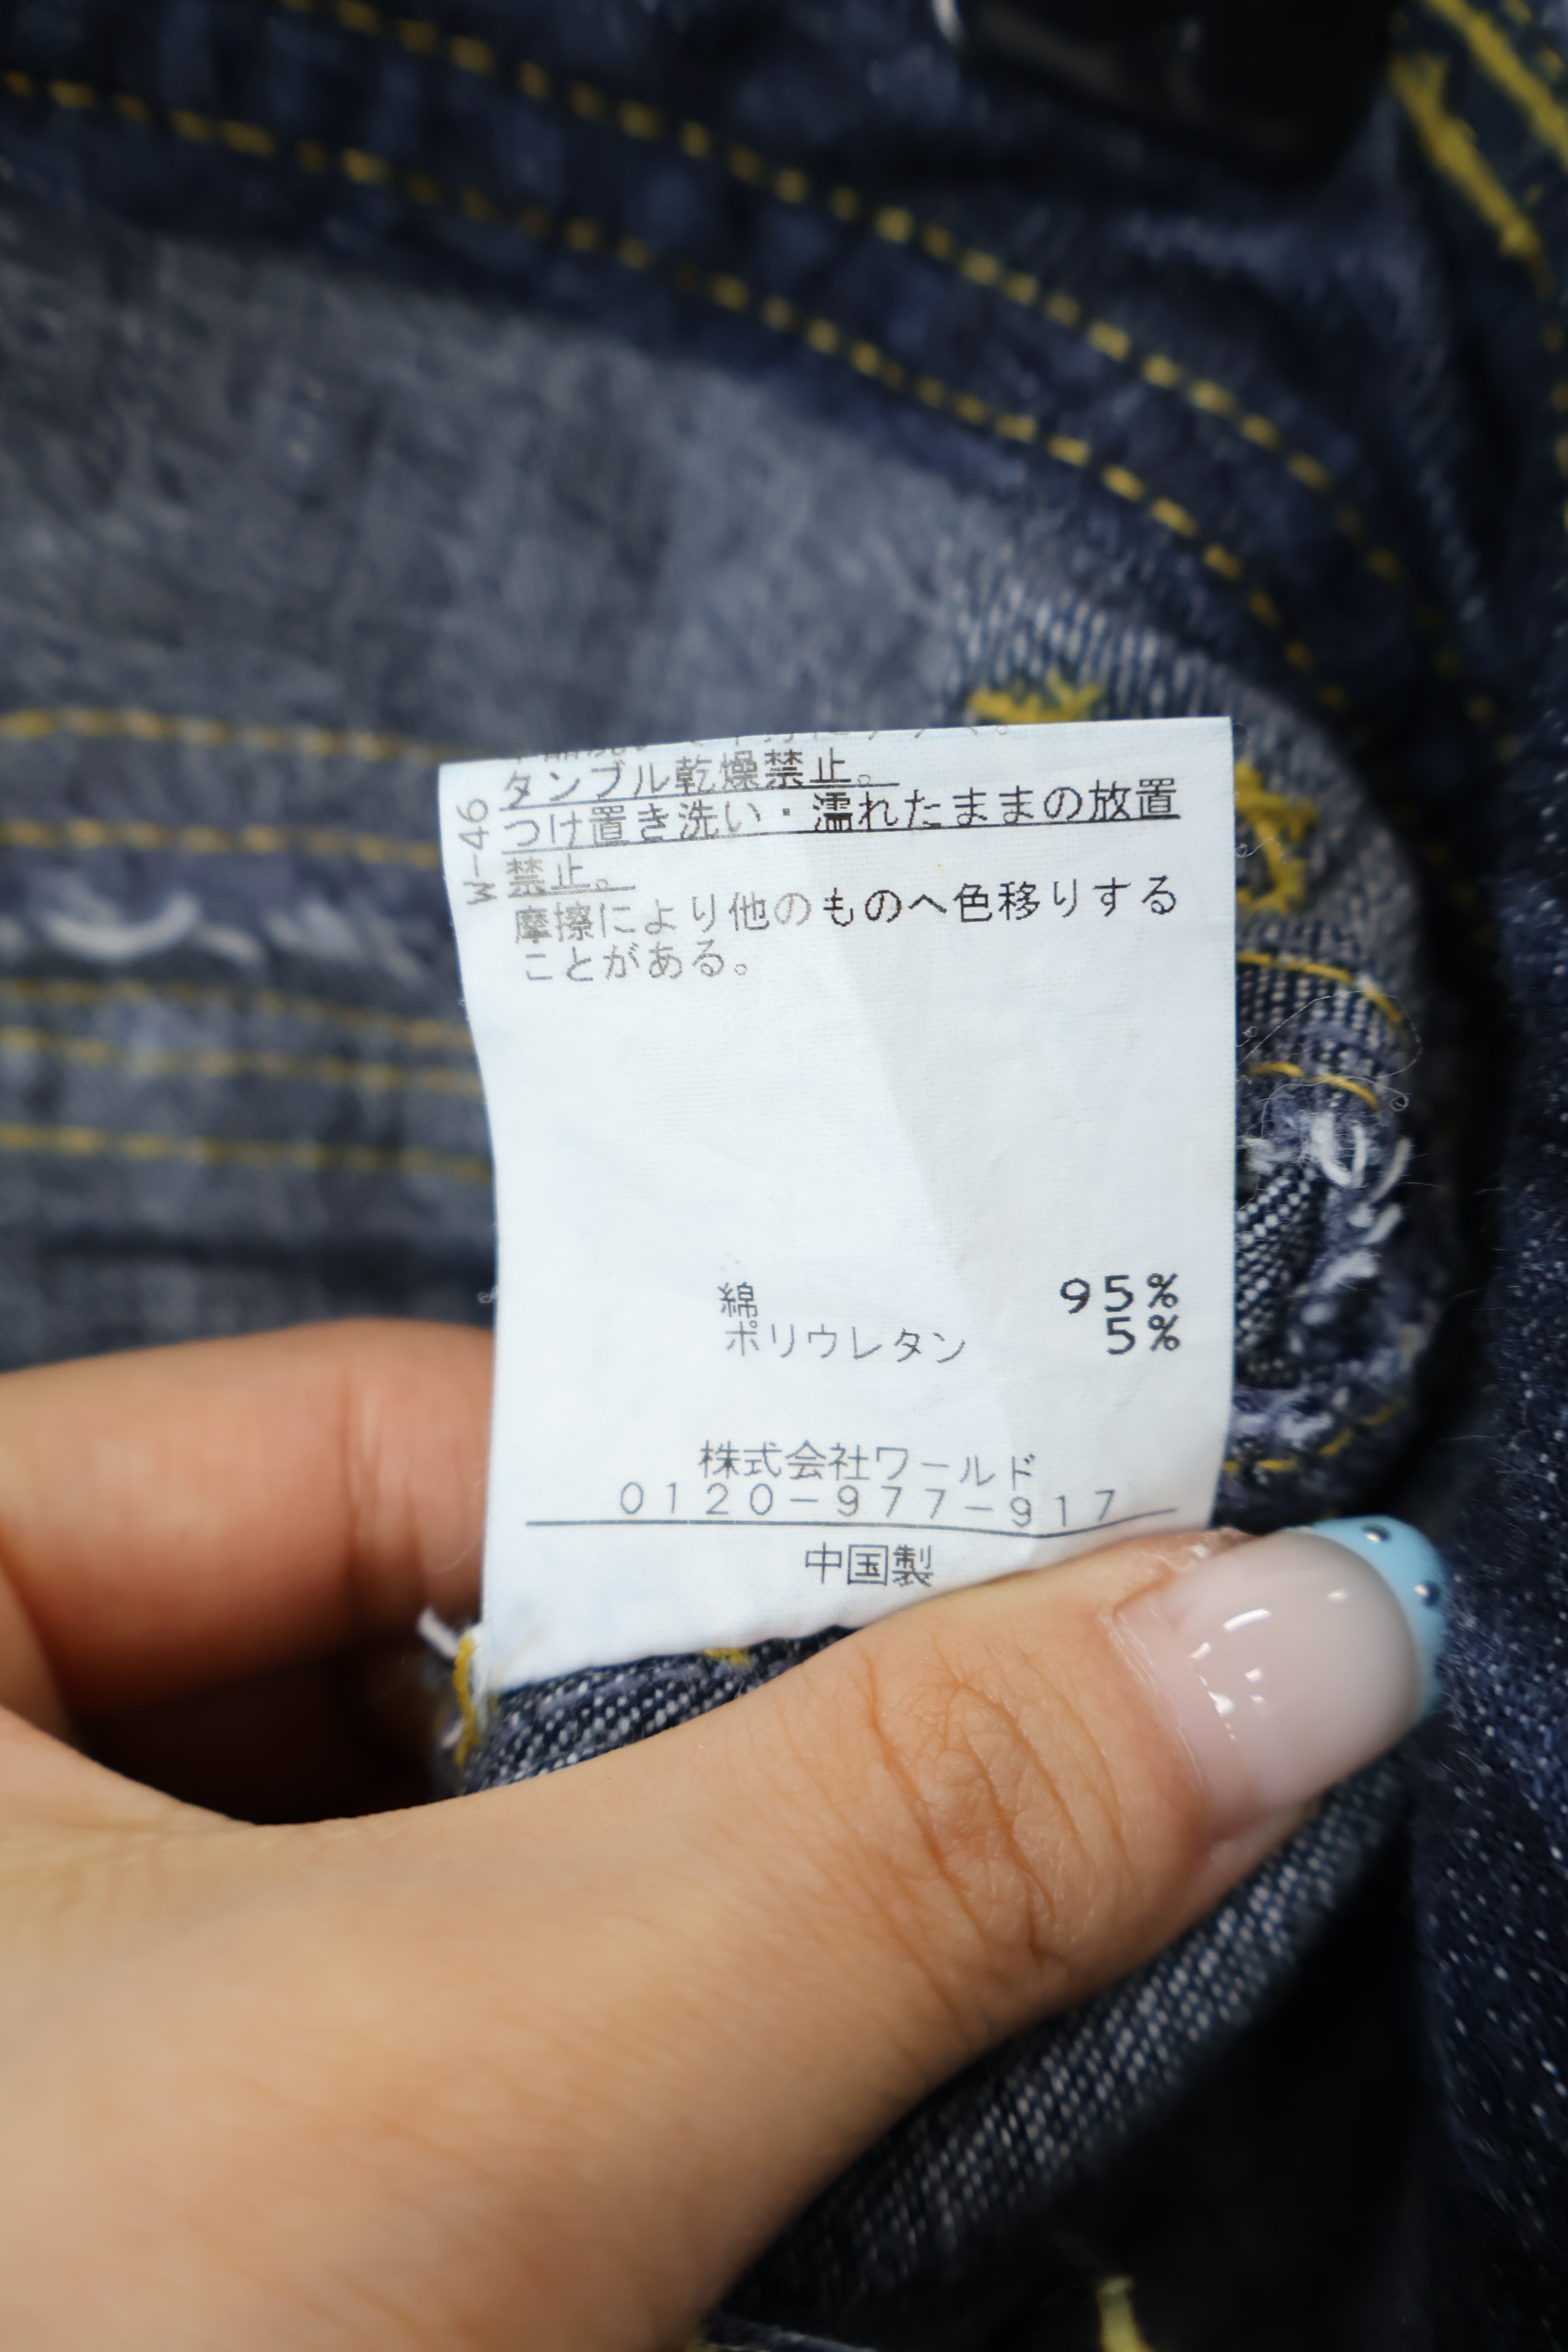 タンブル乾燥禁止。
つけ置き洗い・濡れたままの放置
禁止。
摩擦により他のものへ色移りする
ことがある。
W-46
綿 95%
ポリウレタン 5%
株式会社ワールド
0120-977-917
中国製